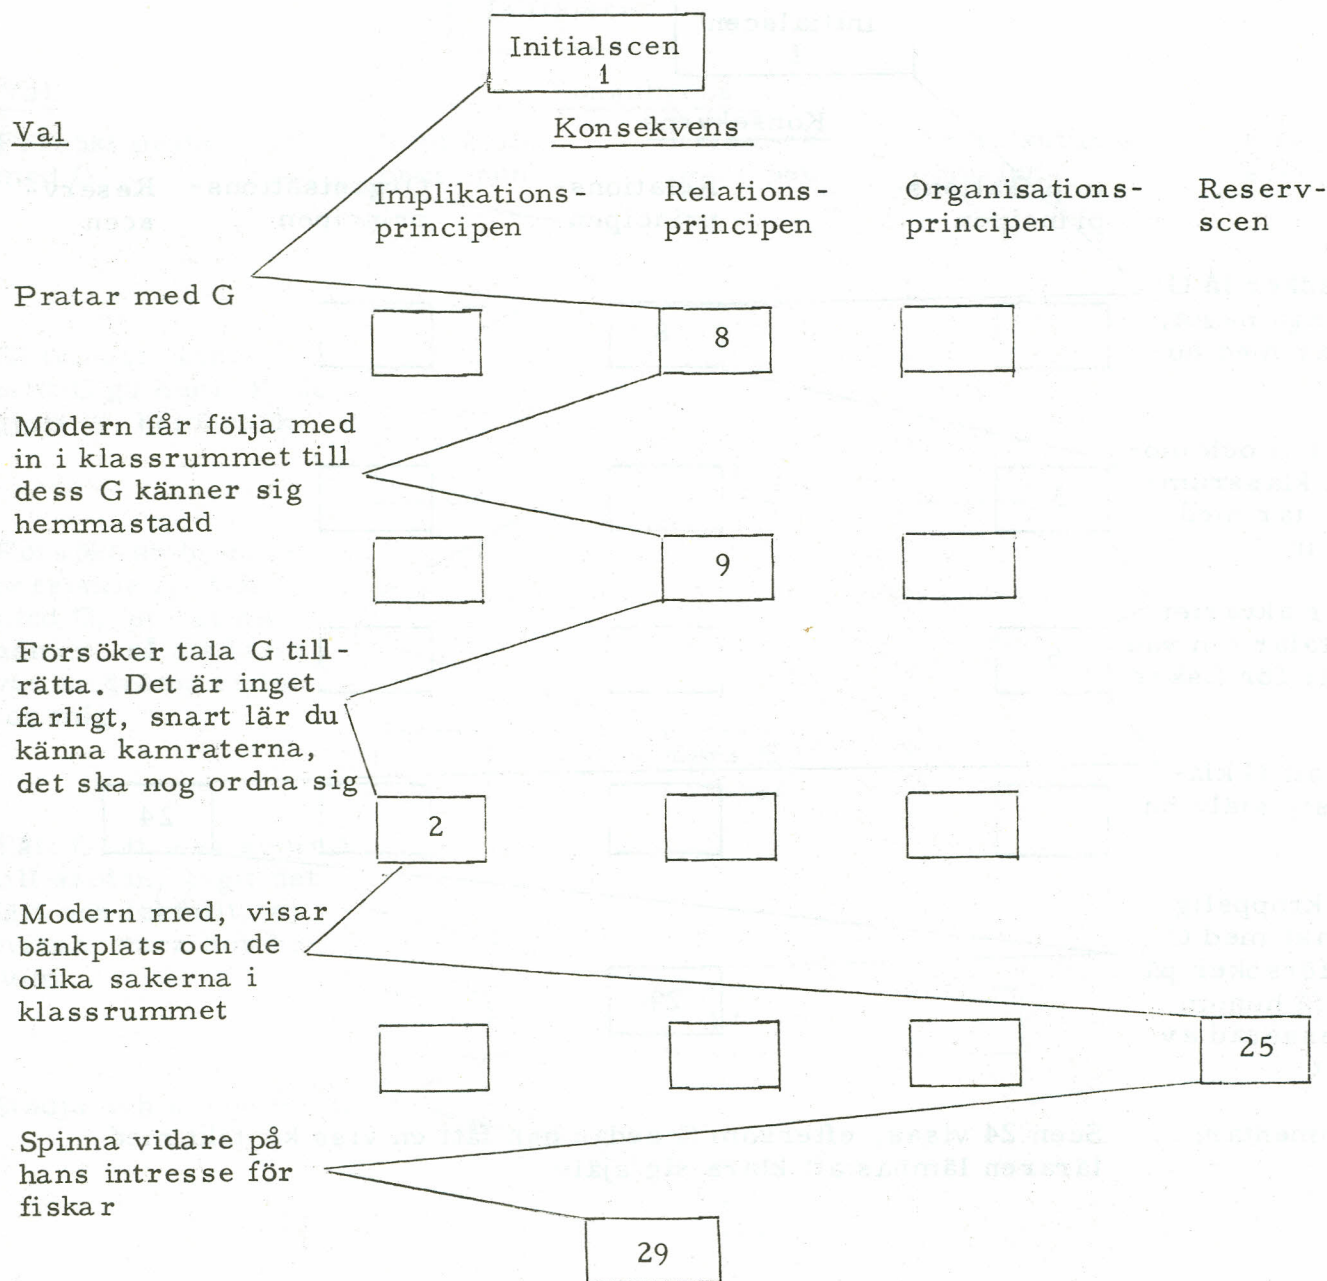 Initialscen
1
Val
Konsekvens
Implikations-
principen
Relations-
principen
Organisations-
principen
Reserv-
scen
Pratar med G
8
Modern får följa med
in i klassrummet till
dess G känner sig
hemmastadd
9
Försöker tala G till-
rätta. Det är inget
farligt, snart lär du
känna kamraterna,
det ska nog ordna sig
2
Modern med, visar
bänkplats och de
olika sakerna i
klassrummet
25
Spinna vidare på
hans intresse för
fiskar
29